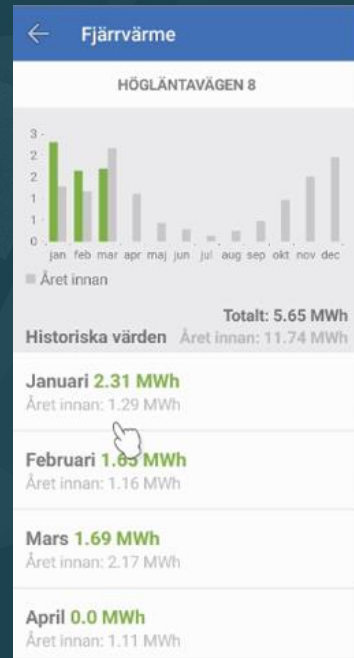 Fjärrvärme
HÖGLÄNTAVÄGEN 8
3
2
2
1
1
0
jan feb mar apr maj jun jul aug sep okt nov dec
Året innan
Totalt: 5.65 MWh
Historiska värden Året innan: 11.74 MWh
Januari 2.31 MWh
Året innan: 1.29 MWh
Februari 1.65 MWh
Året innan: 1.16 MWh
Mars 1.69 MWh
Året innan: 2.17 MWh
April 0.0 MWh
Året innan: 1.11 MWh